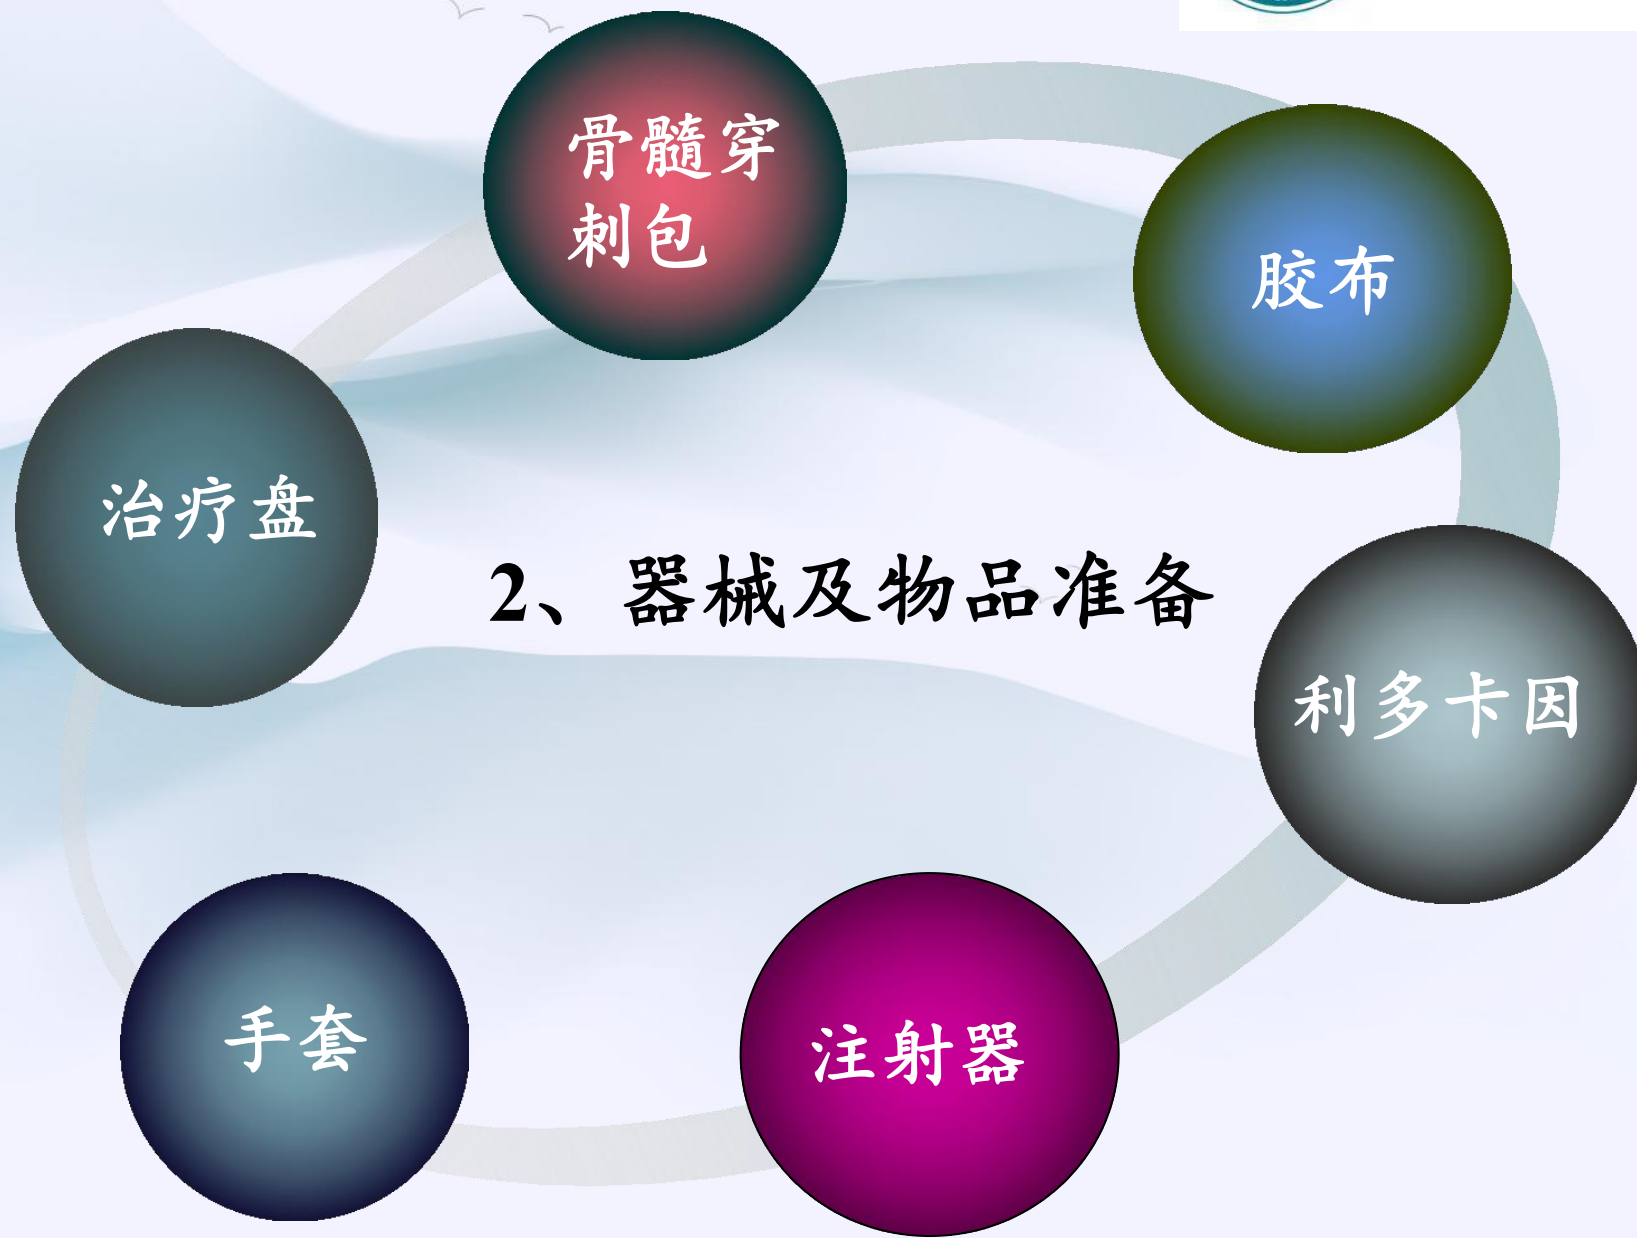 骨髓穿
刺包
胶布
治疗盘
2、器械及物品准备
利多卡因
手套
注射器